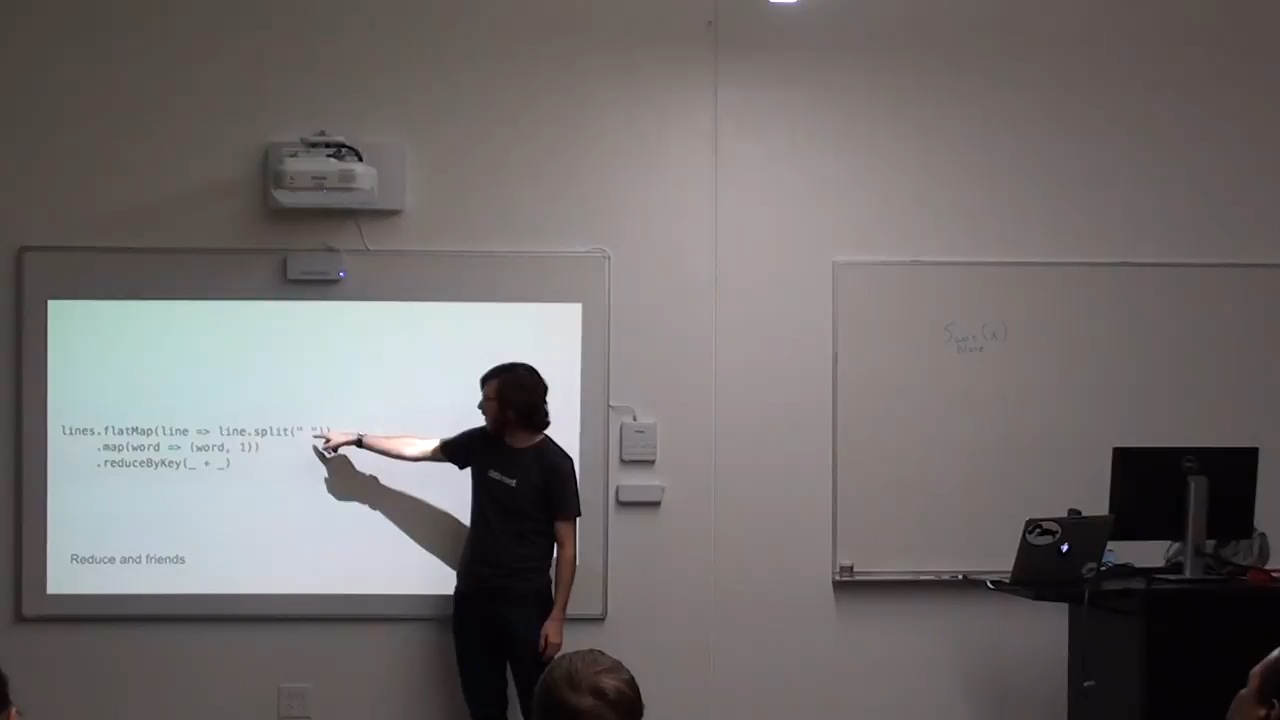 lines.flatMap(line => line.split(" "))
.map(word => (word, 1))
.reduceByKey(_ + _)
Reduce and friends